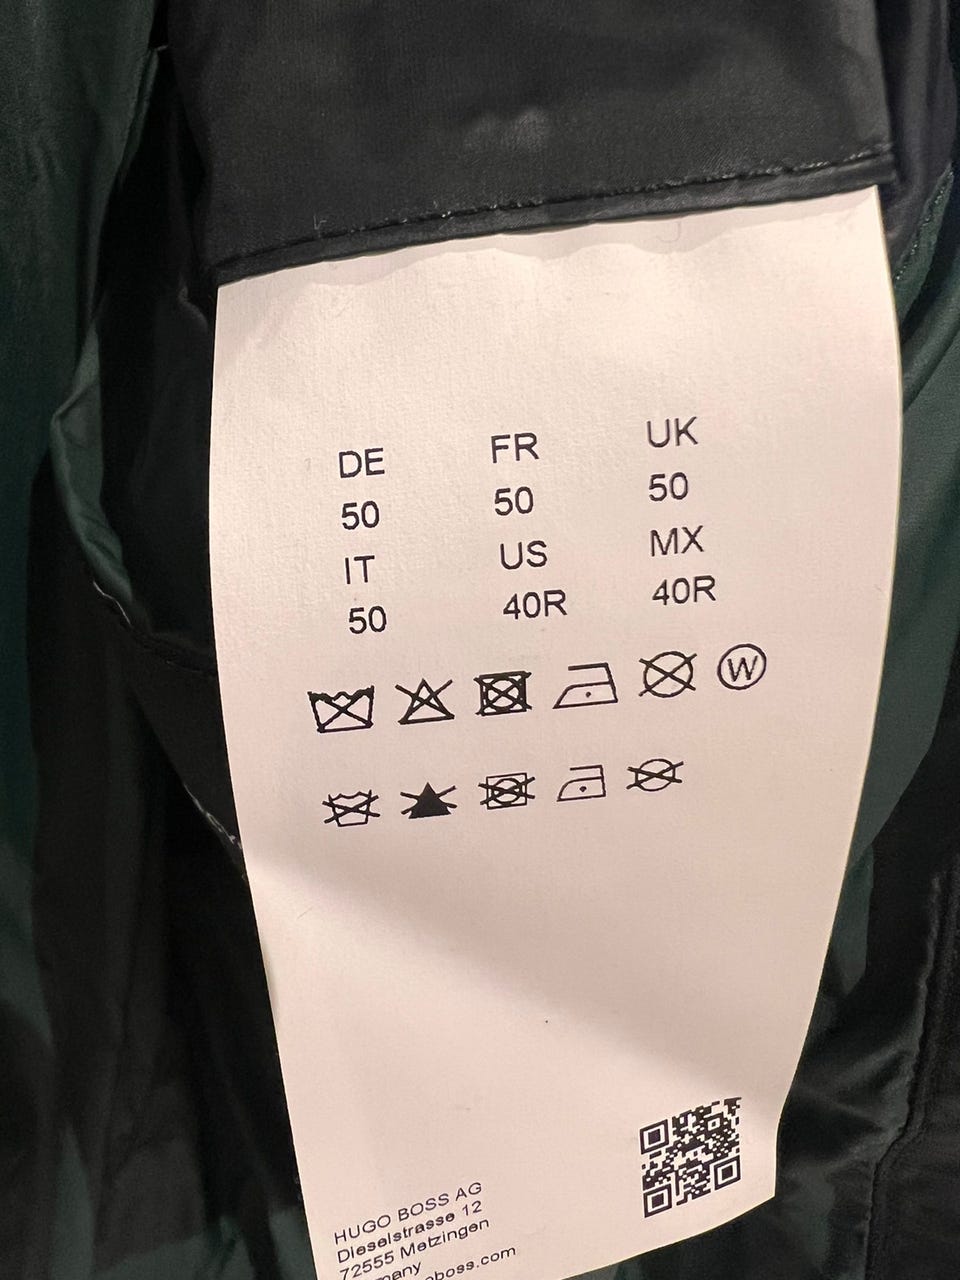 DE FR UK
50 50 50
IT US MX
50 40R 40R
W
HUGO BOSS AG
Dieselstrasse 12
72555 Metzingen